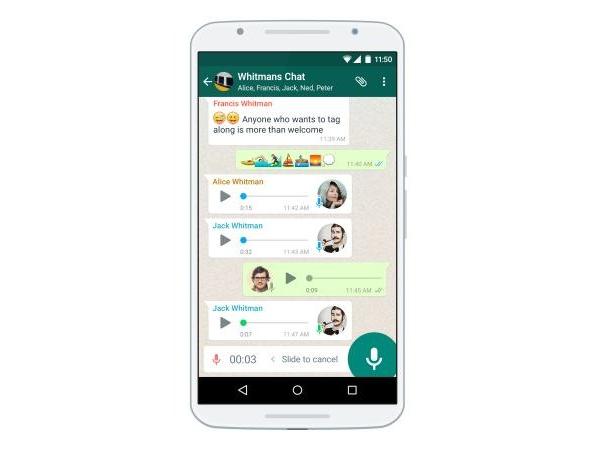 11:50
Whitmans Chat
Alice, Francis, Jack, Ned, Peter
Francis Whitman
Anyone who wants to tag
along is more than welcome
11:39 AM
11:40 AM
Alice Whitman
0:15
11:42 AM
Jack Whitman
0:32
11:43 AM
0:09
11:45 AM
Jack Whitman
0:07
11:47 AM
00:03
< Slide to cancel